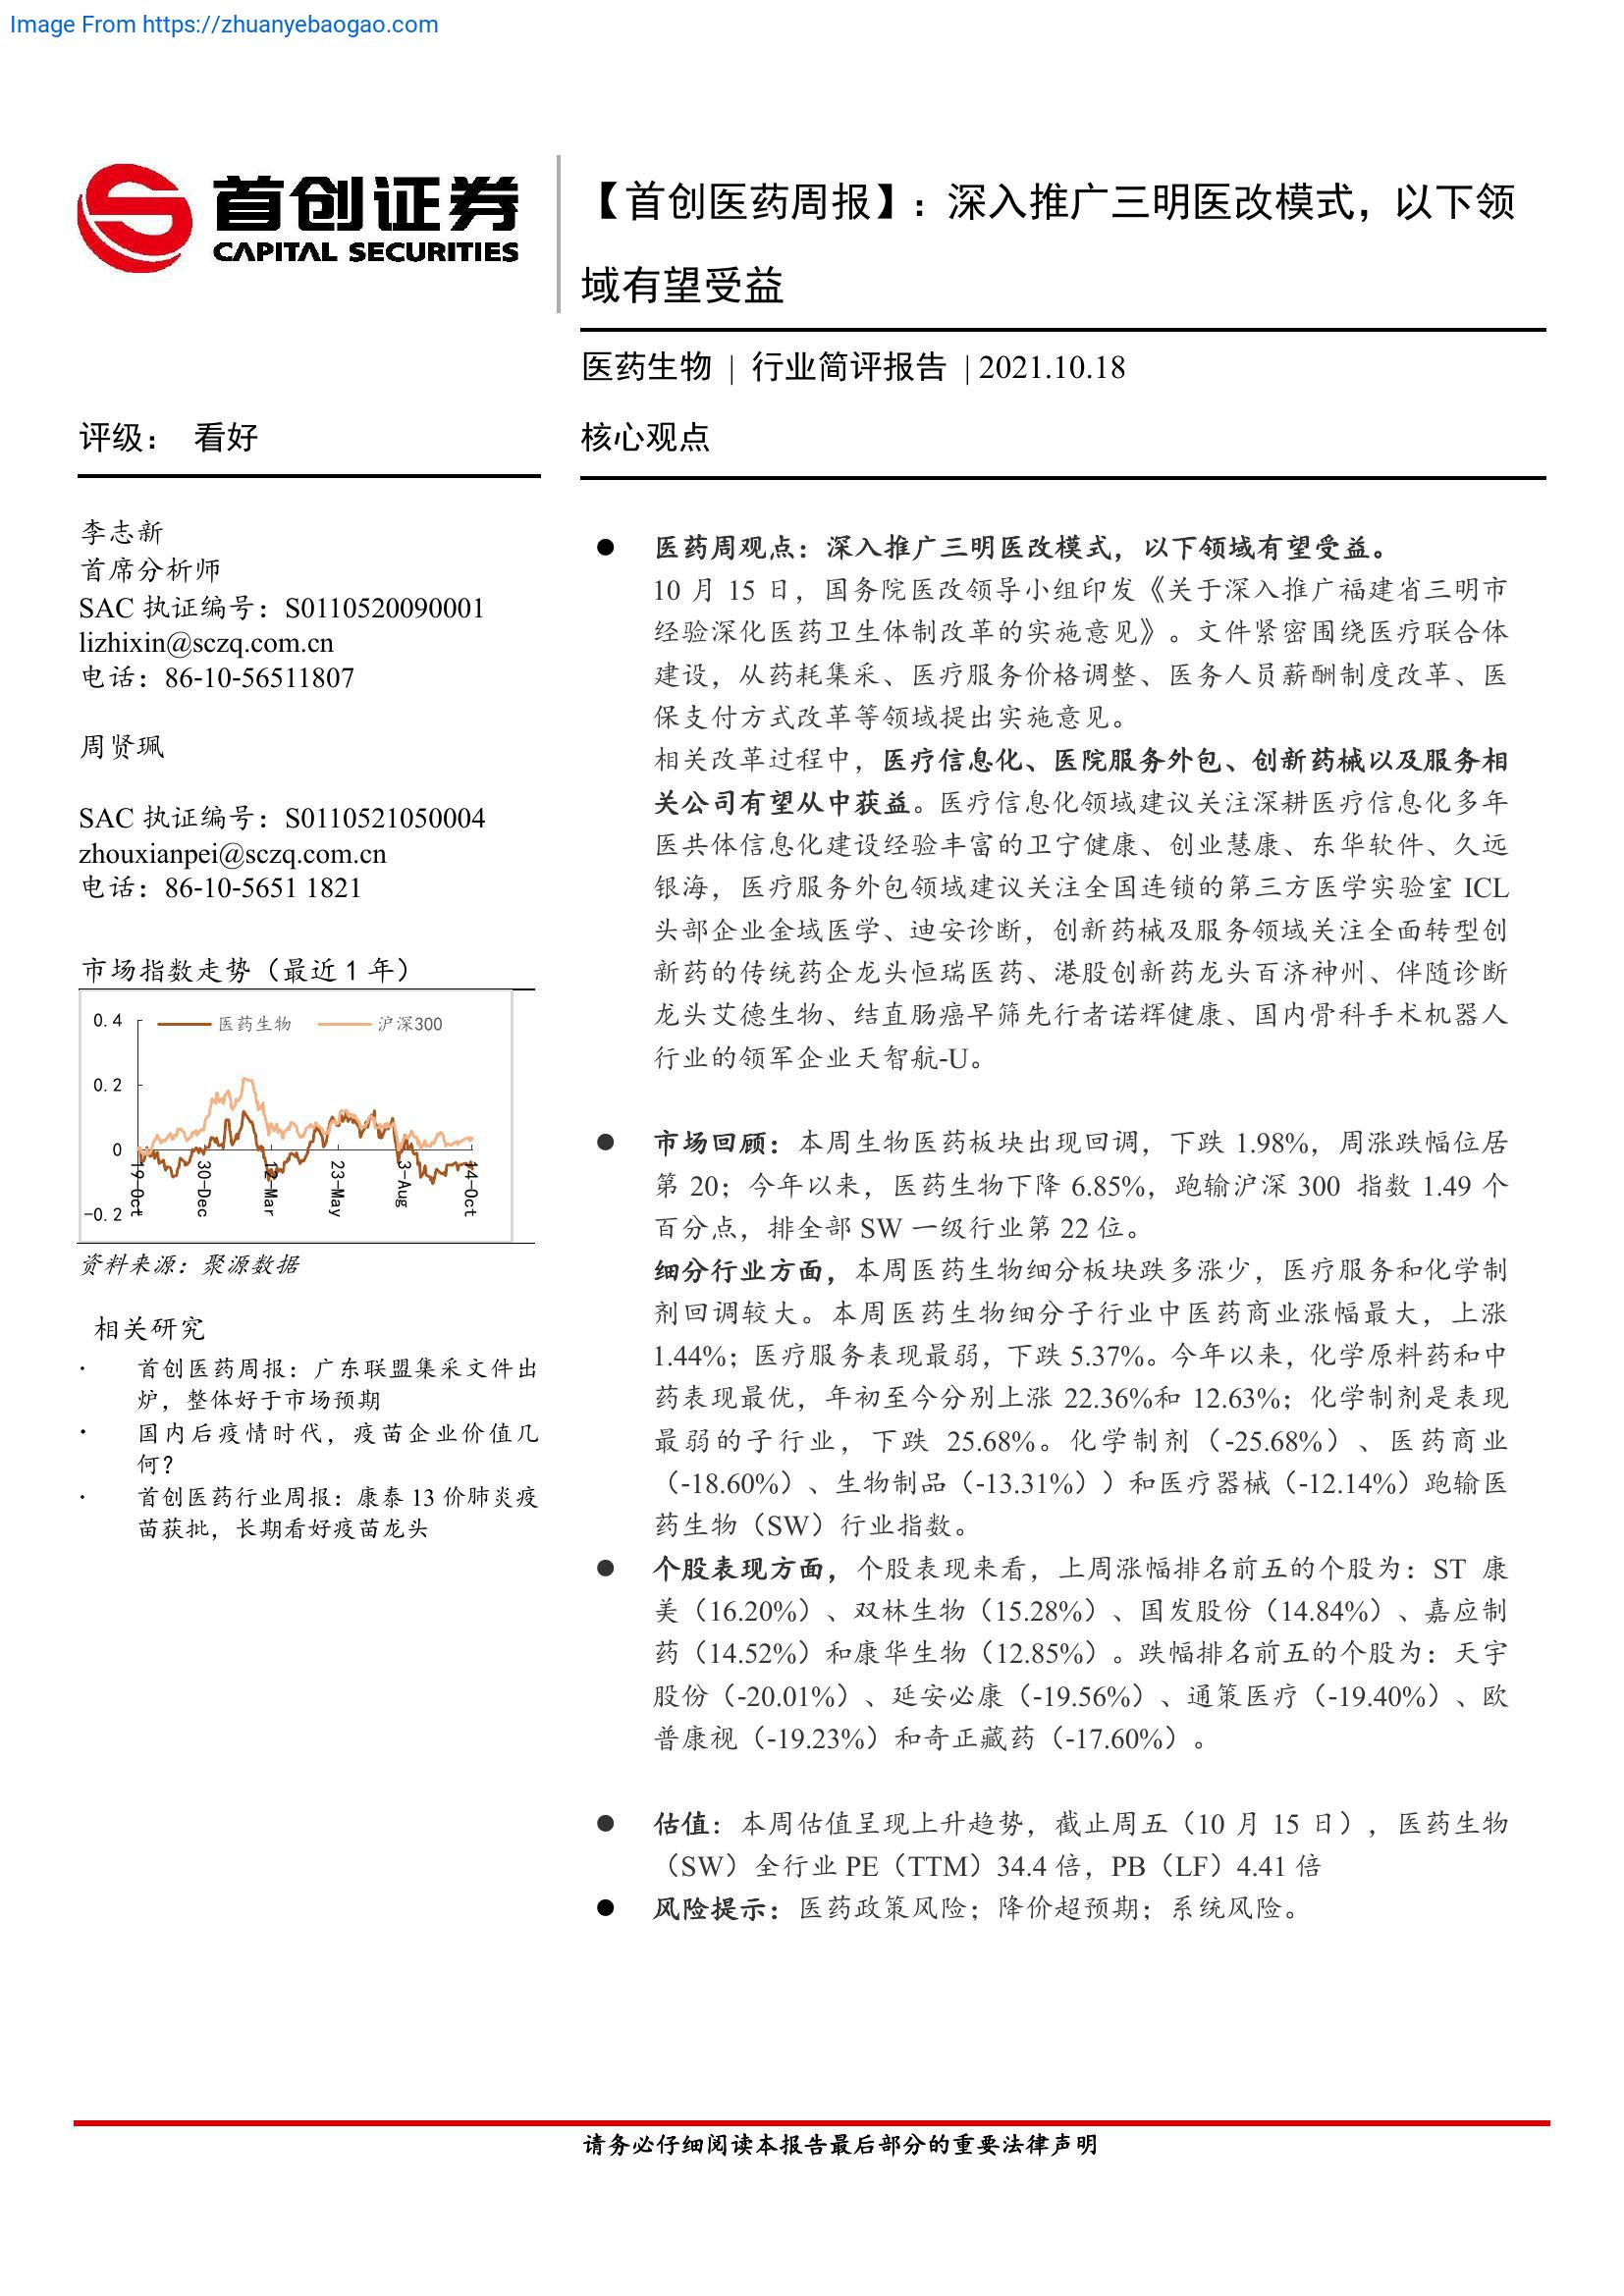 Image From https://zhuanyebaogao.com
首创证券
CAPITAL SECURITIES
【首创医药周报】：深入推广三明医改模式，以下领
域有望受益
医药生物 | 行业简评报告 | 2021.10.18
评级： 看好
核心观点
李志新
首席分析师
SAC 执证编号：S0110520090001
lizhixin@sczq.com.cn
电话：86-10-56511807
周贤珮
SAC 执证编号：S0110521050004
zhouxianpei@sczq.com.cn
电话：86-10-5651 1821
市场指数走势（最近 1 年）
医药生物 沪深300
0.4
0.2
0
-0.2
19-Oct
30-Dec
12-Mar
23-May
3-Aug
14-Oct
资料来源：聚源数据
相关研究
· 首创医药周报：广东联盟集采文件出
炉，整体好于市场预期
· 国内后疫情时代，疫苗企业价值几
何？
· 首创医药行业周报：康泰 13 价肺炎疫
苗获批，长期看好疫苗龙头
● 医药周观点：深入推广三明医改模式，以下领域有望受益。
10 月 15 日，国务院医改领导小组印发《关于深入推广福建省三明市
经验深化医药卫生体制改革的实施意见》。文件紧密围绕医疗联合体
建设，从药耗集采、医疗服务价格调整、医务人员薪酬制度改革、医
保支付方式改革等领域提出实施意见。
相关改革过程中，医疗信息化、医院服务外包、创新药械以及服务相
关公司有望从中获益。医疗信息化领域建议关注深耕医疗信息化多年
医共体信息化建设经验丰富的卫宁健康、创业慧康、东华软件、久远
银海，医疗服务外包领域建议关注全国连锁的第三方医学实验室 ICL
头部企业金域医学、迪安诊断，创新药械及服务领域关注全面转型创
新药的传统药企龙头恒瑞医药、港股创新药龙头百济神州、伴随诊断
龙头艾德生物、结直肠癌早筛先行者诺辉健康、国内骨科手术机器人
行业的领军企业天智航-U。
● 市场回顾：本周生物医药板块出现回调，下跌 1.98%，周涨跌幅位居
第 20；今年以来，医药生物下降 6.85%，跑输沪深 300 指数 1.49 个
百分点，排全部 SW 一级行业第 22 位。
细分行业方面，本周医药生物细分板块跌多涨少，医疗服务和化学制
剂回调较大。本周医药生物细分子行业中医药商业涨幅最大，上涨
1.44%；医疗服务表现最弱，下跌 5.37%。今年以来，化学原料药和中
药表现最优，年初至今分别上涨 22.36%和 12.63%；化学制剂是表现
最弱的子行业，下跌 25.68%。化学制剂（-25.68%）、医药商业
（-18.60%）、生物制品（-13.31%））和医疗器械（-12.14%）跑输医
药生物（SW）行业指数。
● 个股表现方面，个股表现来看，上周涨幅排名前五的个股为：ST 康
美（16.20%）、双林生物（15.28%）、国发股份（14.84%）、嘉应制
药（14.52%）和康华生物（12.85%）。跌幅排名前五的个股为：天宇
股份（-20.01%）、延安必康（-19.56%）、通策医疗（-19.40%）、欧
普康视（-19.23%）和奇正藏药（-17.60%）。
● 估值：本周估值呈现上升趋势，截止周五（10 月 15 日），医药生物
（SW）全行业 PE（TTM）34.4 倍，PB（LF）4.41 倍
● 风险提示：医药政策风险；降价超预期；系统风险。
请务必仔细阅读本报告最后部分的重要法律声明